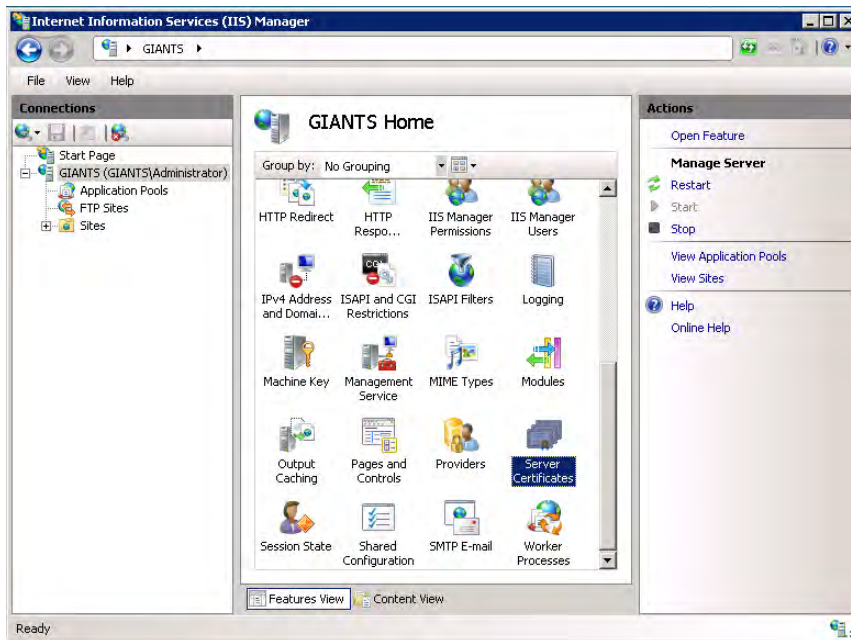 Internet Information Services (IIS) Manager
GIANTS
File View Help
Connections
Start Page
GIANTS (GIANTS\Administrator)
Application Pools
FTP Sites
Sites
GIANTS Home
Group by: No Grouping
HTTP Redirect
HTTP
Respo...
IIS Manager
Permissions
IIS Manager
Users
IPv4 Address
and Domai...
ISAPI and CGI
Restrictions
ISAPI Filters
Logging
Machine Key
Management
Service
MIME Types
Modules
Output
Caching
Pages and
Controls
Providers
Server
Certificates
Session State
Shared
Configuration
SMTP E-mail
Worker
Processes
Features View
Content View
Actions
Open Feature
Manage Server
Restart
Start
Stop
View Application Pools
View Sites
Help
Online Help
Ready